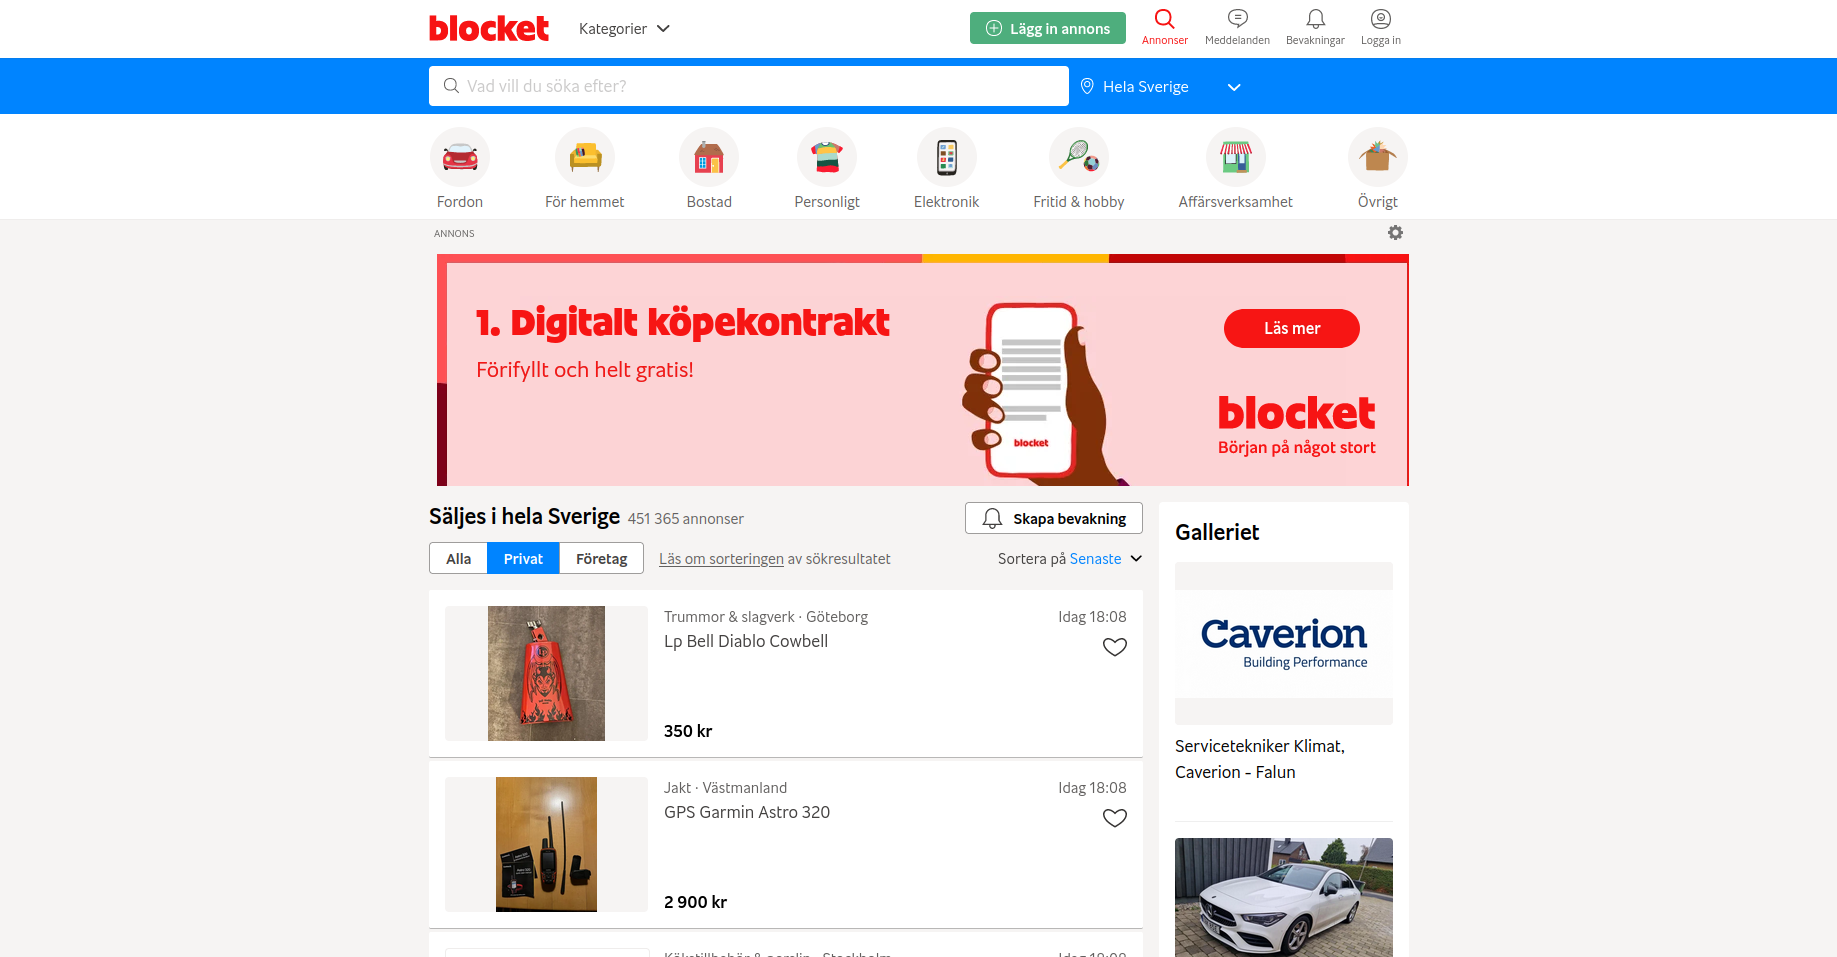 blocket
Kategorier
Lägg in annons
Annonser
Meddelanden
Bevakningar
Logga in
Vad vill du söka efter?
Hela Sverige
Fordon
För hemmet
Bostad
Personligt
Elektronik
Fritid & hobby
Affärsverksamhet
Övrigt
ANNONS
1. Digitalt köpekontrakt
Förifyllt och helt gratis!
blocket
Läs mer
blocket
Början på något stort
Säljes i hela Sverige 451 365 annonser
Skapa bevakning
Alla
Privat
Företag
Läs om sorteringen av sökresultatet
Sortera på Senaste
Trummor & slagverk · Göteborg
Idag 18:08
Lp Bell Diablo Cowbell
350 kr
Jakt · Västmanland
Idag 18:08
GPS Garmin Astro 320
2 900 kr
Galleriet
Caverion
Building Performance
Servicetekniker Klimat,
Caverion - Falun